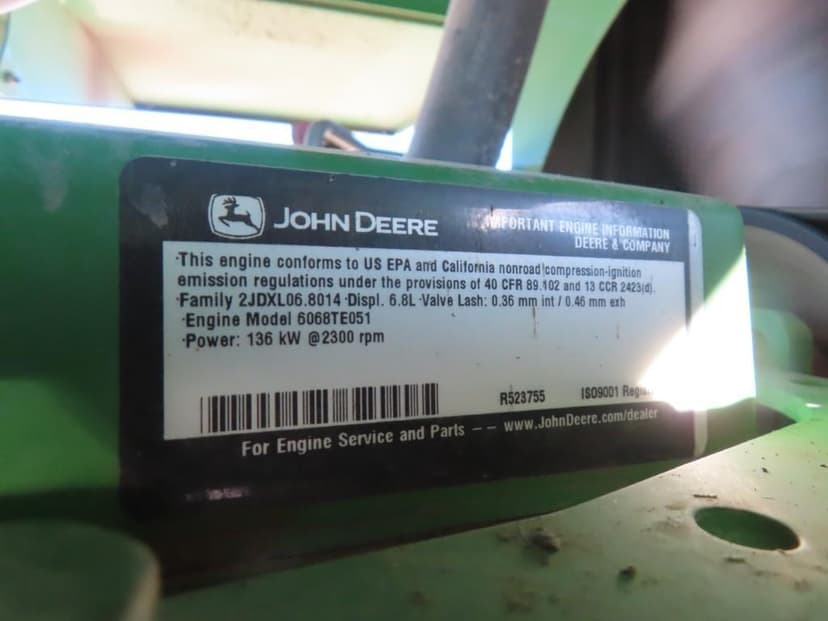 JOHN DEERE
IMPORTANT ENGINE INFORMATION
DEERE & COMPANY
·This engine conforms to US EPA and California nonroad compression-ignition
emission regulations under the provisions of 40 CFR 89.102 and 13 CCR 2423(d).
·Family 2JDXL06.8014 ·Displ. 6.8L ·Valve Lash: 0.36 mm int / 0.46 mm exh
·Engine Model 6068TE051
·Power: 136 kW @2300 rpm
R523755 ISO9001
For Engine Service and Parts –– www.JohnDeere.com/dealer